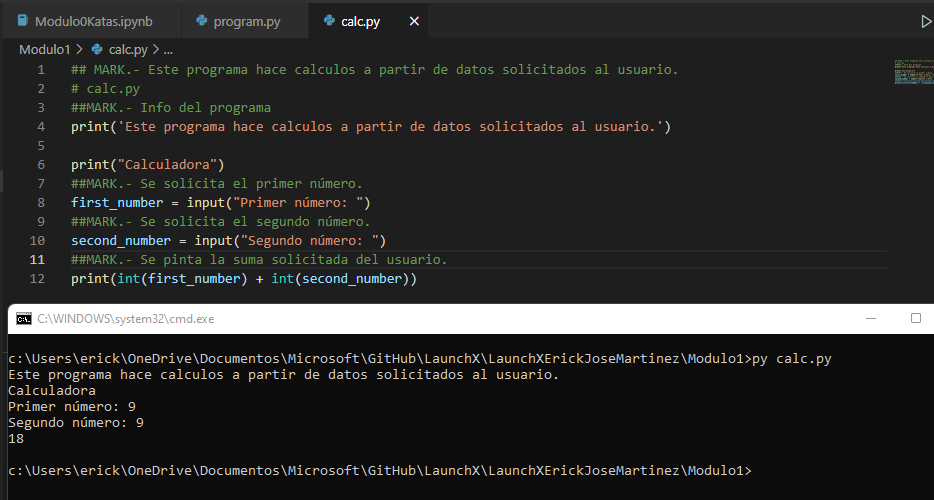 Modulo0Katas.ipynb program.py calc.py
Modulo1 > calc.py > ...
1 ## MARK.- Este programa hace calculos a partir de datos solicitados al usuario.
2 # calc.py
3 ##MARK.- Info del programa
4 print('Este programa hace calculos a partir de datos solicitados al usuario.')
5
6 print("Calculadora")
7 ##MARK.- Se solicita el primer número.
8 first_number = input("Primer número: ")
9 ##MARK.- Se solicita el segundo número.
10 second_number = input("Segundo número: ")
11 ##MARK.- Se pinta la suma solicitada del usuario.
12 print(int(first_number) + int(second_number))
C:\WINDOWS\system32\cmd.exe
c:\Users\erick\OneDrive\Documentos\Microsoft\GitHub\LaunchX\LaunchXErickJoseMartinez\Modulo1>py calc.py
Este programa hace calculos a partir de datos solicitados al usuario.
Calculadora
Primer número: 9
Segundo número: 9
18
c:\Users\erick\OneDrive\Documentos\Microsoft\GitHub\LaunchX\LaunchXErickJoseMartinez\Modulo1>